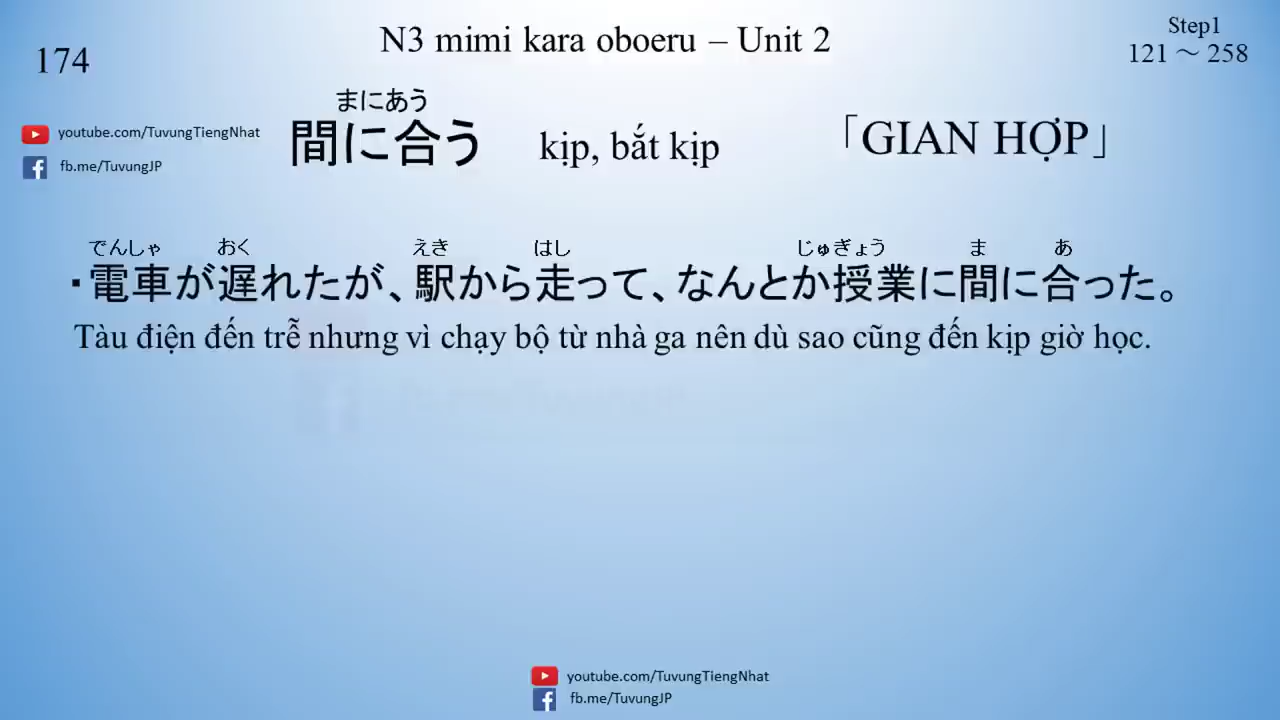 N3 mimi kara oboeru – Unit 2
Step1
174
121 ～ 258
まにあう
youtube.com/TuvungTiengNhat
間に合う kịp, bắt kịp 「GIAN HỢP」
fb.me/TuvungJP
でんしゃ おく えき はし じゅぎょう ま あ
・電車が遅れたが、駅から走って、なんとか授業に間に合った。
Tàu điện đến trễ nhưng vì chạy bộ từ nhà ga nên dù sao cũng đến kịp giờ học.
fb.me/TuvungJP
youtube.com/TuvungTiengNhat
fb.me/TuvungJP